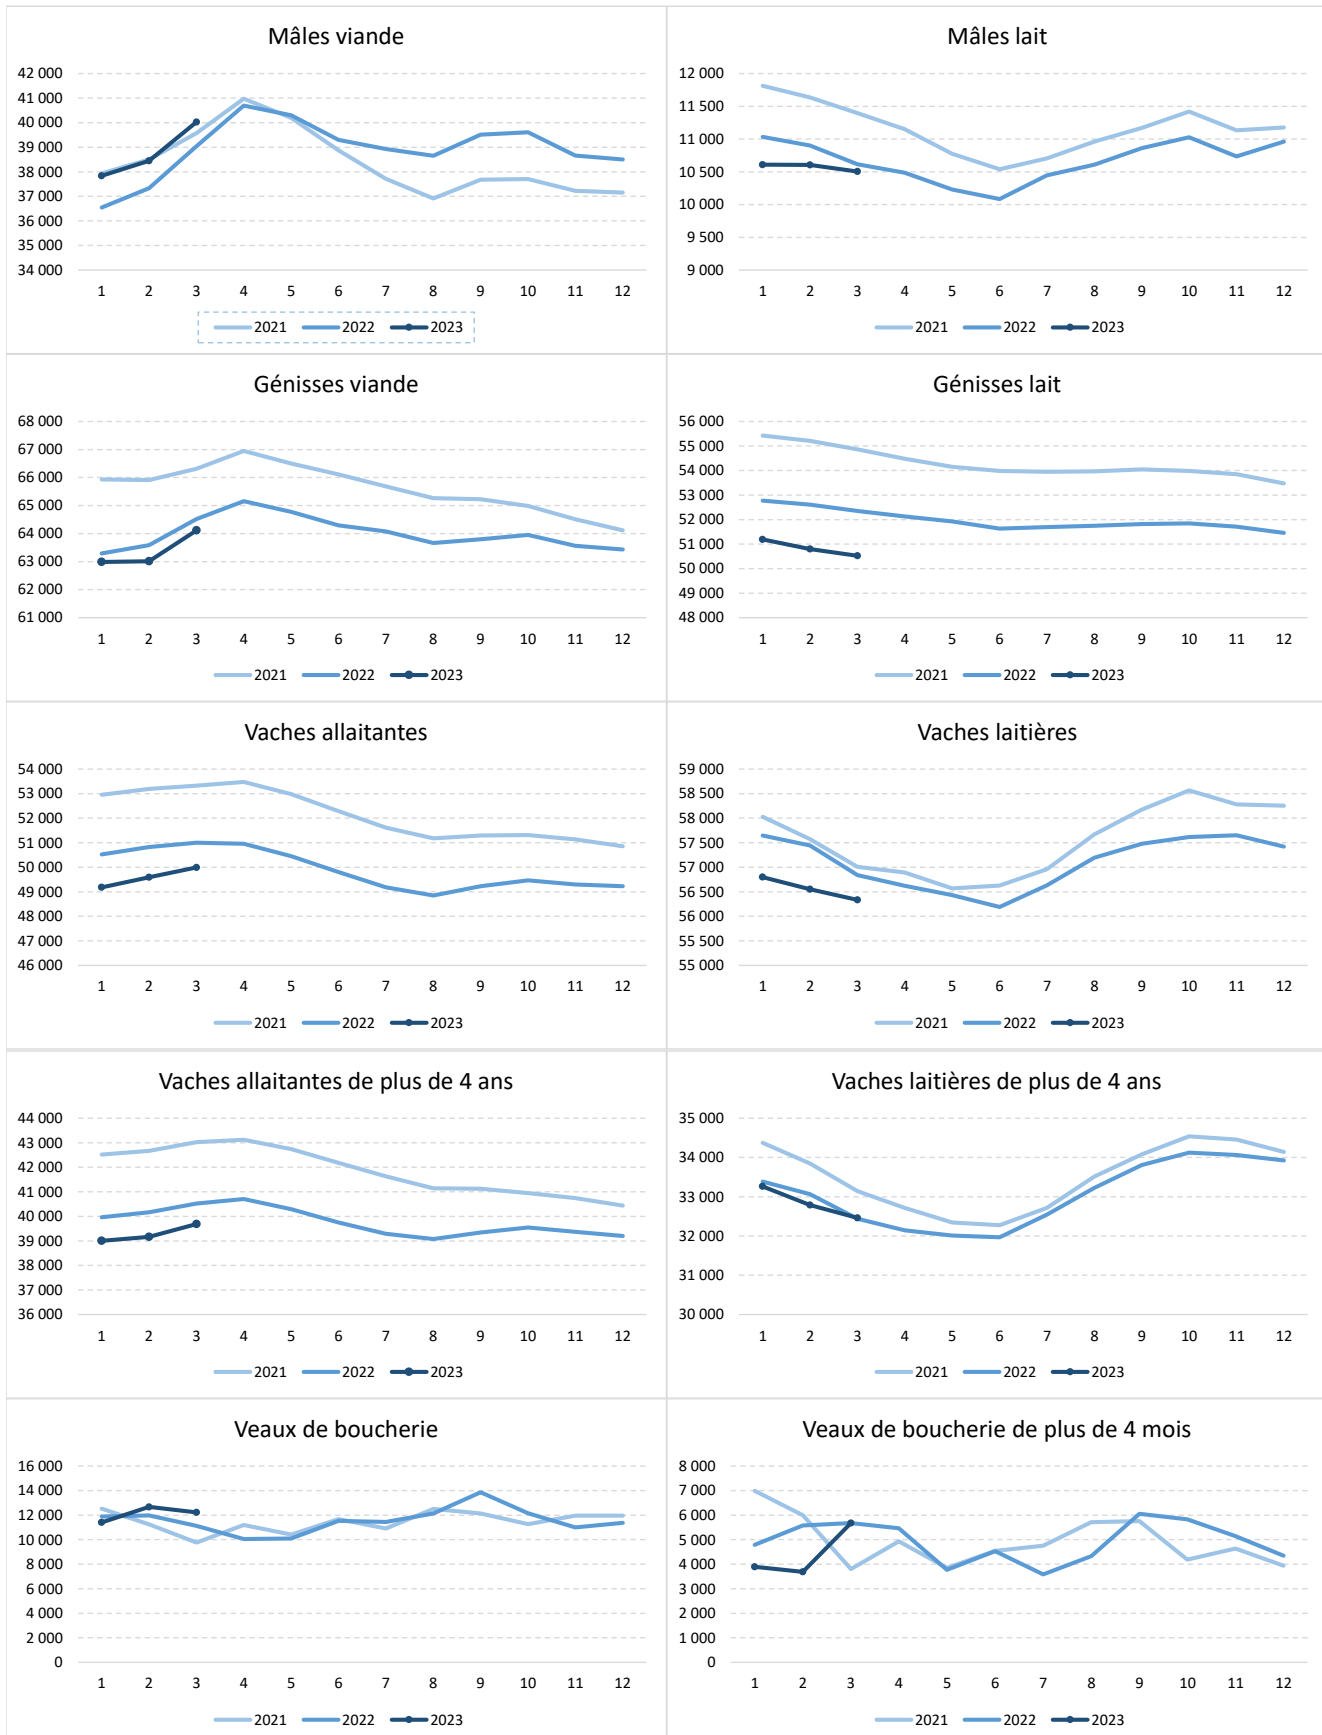 Mâles viande
42 000
41 000
40 000
39 000
38 000
37 000
36 000
35 000
34 000
1 2 3 4 5 6 7 8 9 10 11 12
2021 2022 2023
Mâles lait
12 000
11 500
11 000
10 500
10 000
9 500
9 000
1 2 3 4 5 6 7 8 9 10 11 12
2021 2022 2023
Génisses viande
68 000
67 000
66 000
65 000
64 000
63 000
62 000
61 000
1 2 3 4 5 6 7 8 9 10 11 12
2021 2022 2023
Génisses lait
56 000
55 000
54 000
53 000
52 000
51 000
50 000
49 000
48 000
1 2 3 4 5 6 7 8 9 10 11 12
2021 2022 2023
Vaches allaitantes
54 000
53 000
52 000
51 000
50 000
49 000
48 000
47 000
46 000
1 2 3 4 5 6 7 8 9 10 11 12
2021 2022 2023
Vaches laitières
59 000
58 500
58 000
57 500
57 000
56 500
56 000
55 500
55 000
1 2 3 4 5 6 7 8 9 10 11 12
2021 2022 2023
Vaches allaitantes de plus de 4 ans
44 000
43 000
42 000
41 000
40 000
39 000
38 000
37 000
36 000
1 2 3 4 5 6 7 8 9 10 11 12
2021 2022 2023
Vaches laitières de plus de 4 ans
35 000
34 000
33 000
32 000
31 000
30 000
1 2 3 4 5 6 7 8 9 10 11 12
2021 2022 2023
Veaux de boucherie
16 000
14 000
12 000
10 000
8 000
6 000
4 000
2 000
0
1 2 3 4 5 6 7 8 9 10 11 12
2021 2022 2023
Veaux de boucherie de plus de 4 mois
8 000
7 000
6 000
5 000
4 000
3 000
2 000
1 000
0
1 2 3 4 5 6 7 8 9 10 11 12
2021 2022 2023